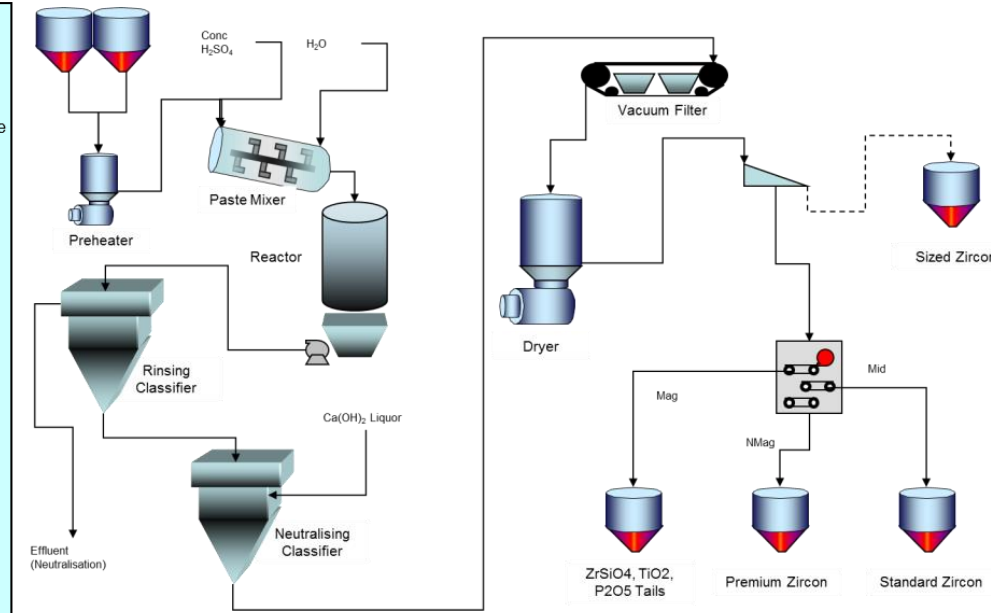 Conc
H₂SO₄
H₂O
e
Paste Mixer
Preheater
Reactor
Rinsing
Classifier
Ca(OH)₂ Liquor
Neutralising
Classifier
Effluent
(Neutralisation)
Vacuum Filter
Sized Zircon
Dryer
Mag
Mid
NMag
ZrSiO4, TiO2,
P2O5 Tails
Premium Zircon
Standard Zircon